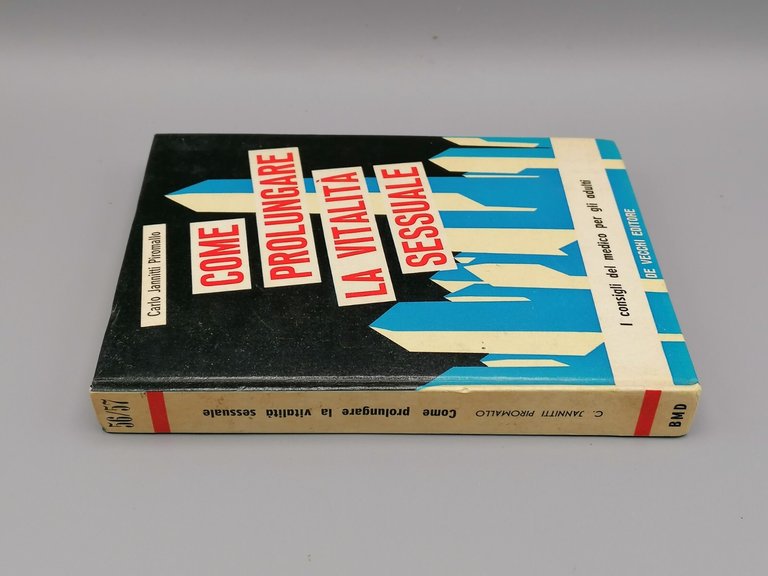 Carlo Jannitti Piromallo
COME
PROLUNGARE
LA VITALITÀ
SESSUALE
I consigli del medico per gli adulti
DE VECCHI EDITORE
56/57
Come prolungare la vitalità sessuale
C. JANNITTI PIROMALLO
BMD